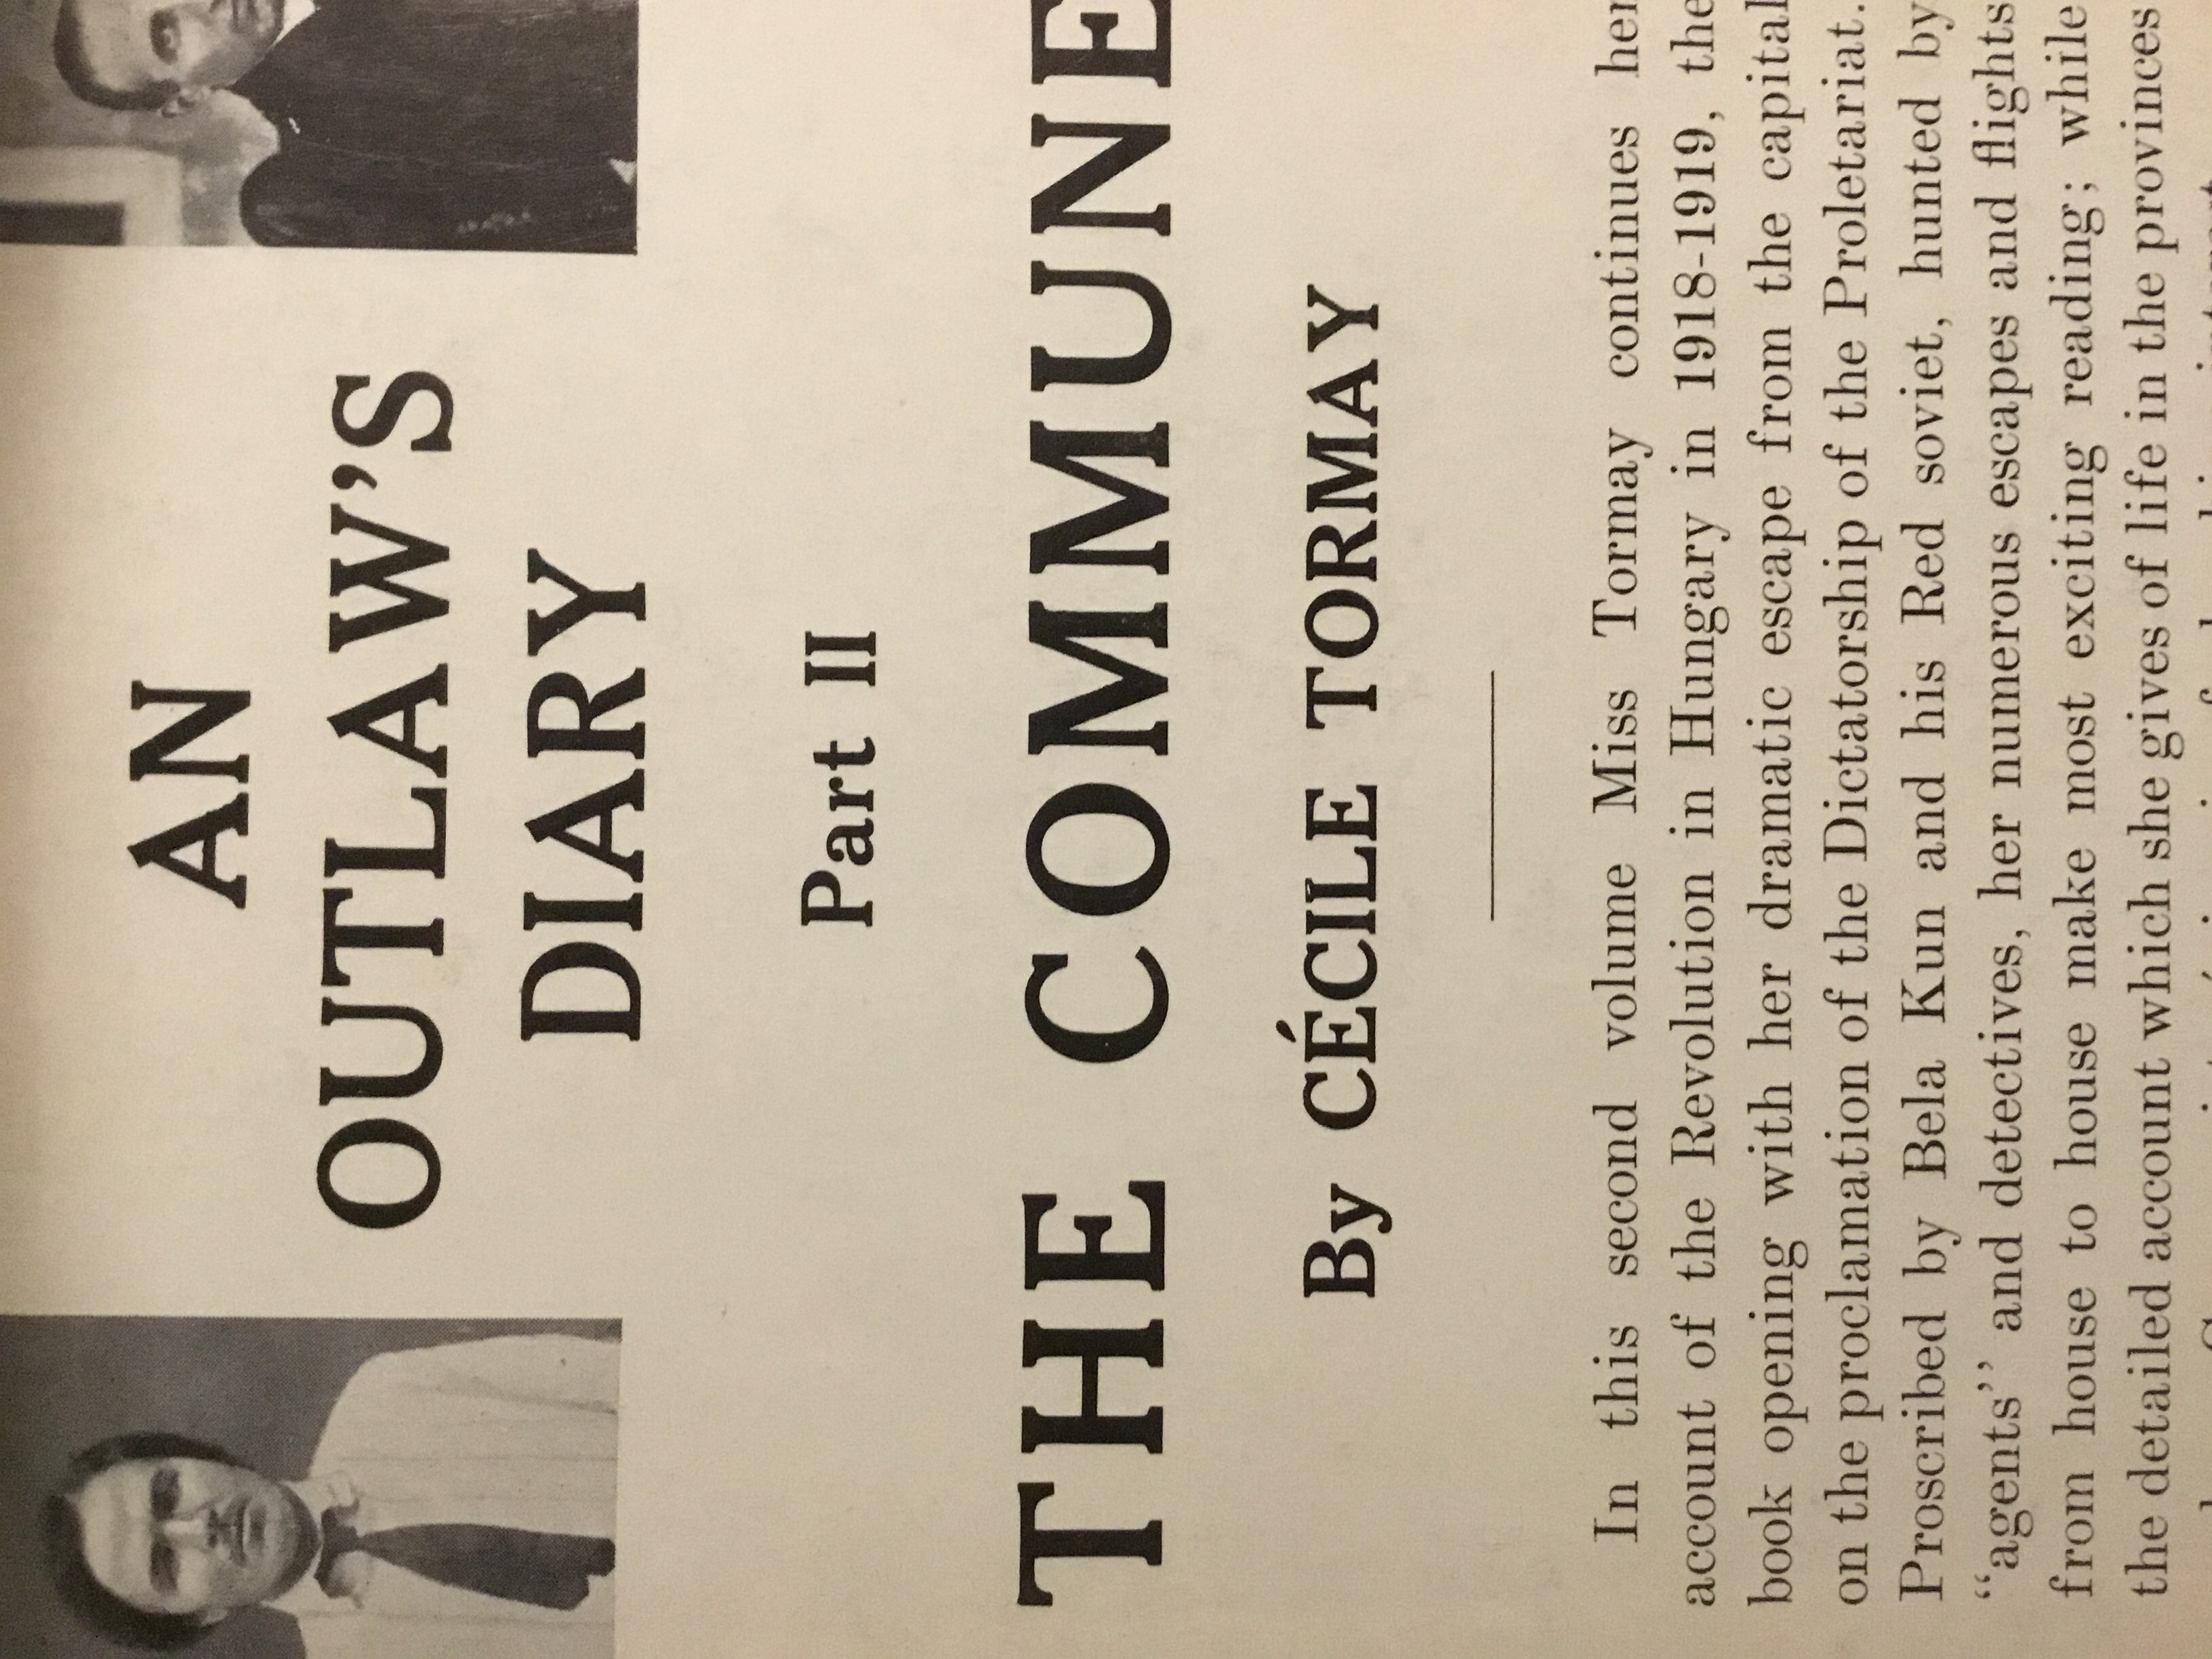 AN
OUTLAW'S
DIARY
Part II
THE COMMUNE
By CÉCILE TORMAY
In this second volume Miss Tormay continues her
account of the Revolution in Hungary in 1918-1919, the
book opening with her dramatic escape from the capital
on the proclamation of the Dictatorship of the Proletariat.
Proscribed by Bela Kun and his Red soviet, hunted by
“agents” and detectives, her numerous escapes and flights
from house to house make most exciting reading; while
the detailed account which she gives of life in the provinces